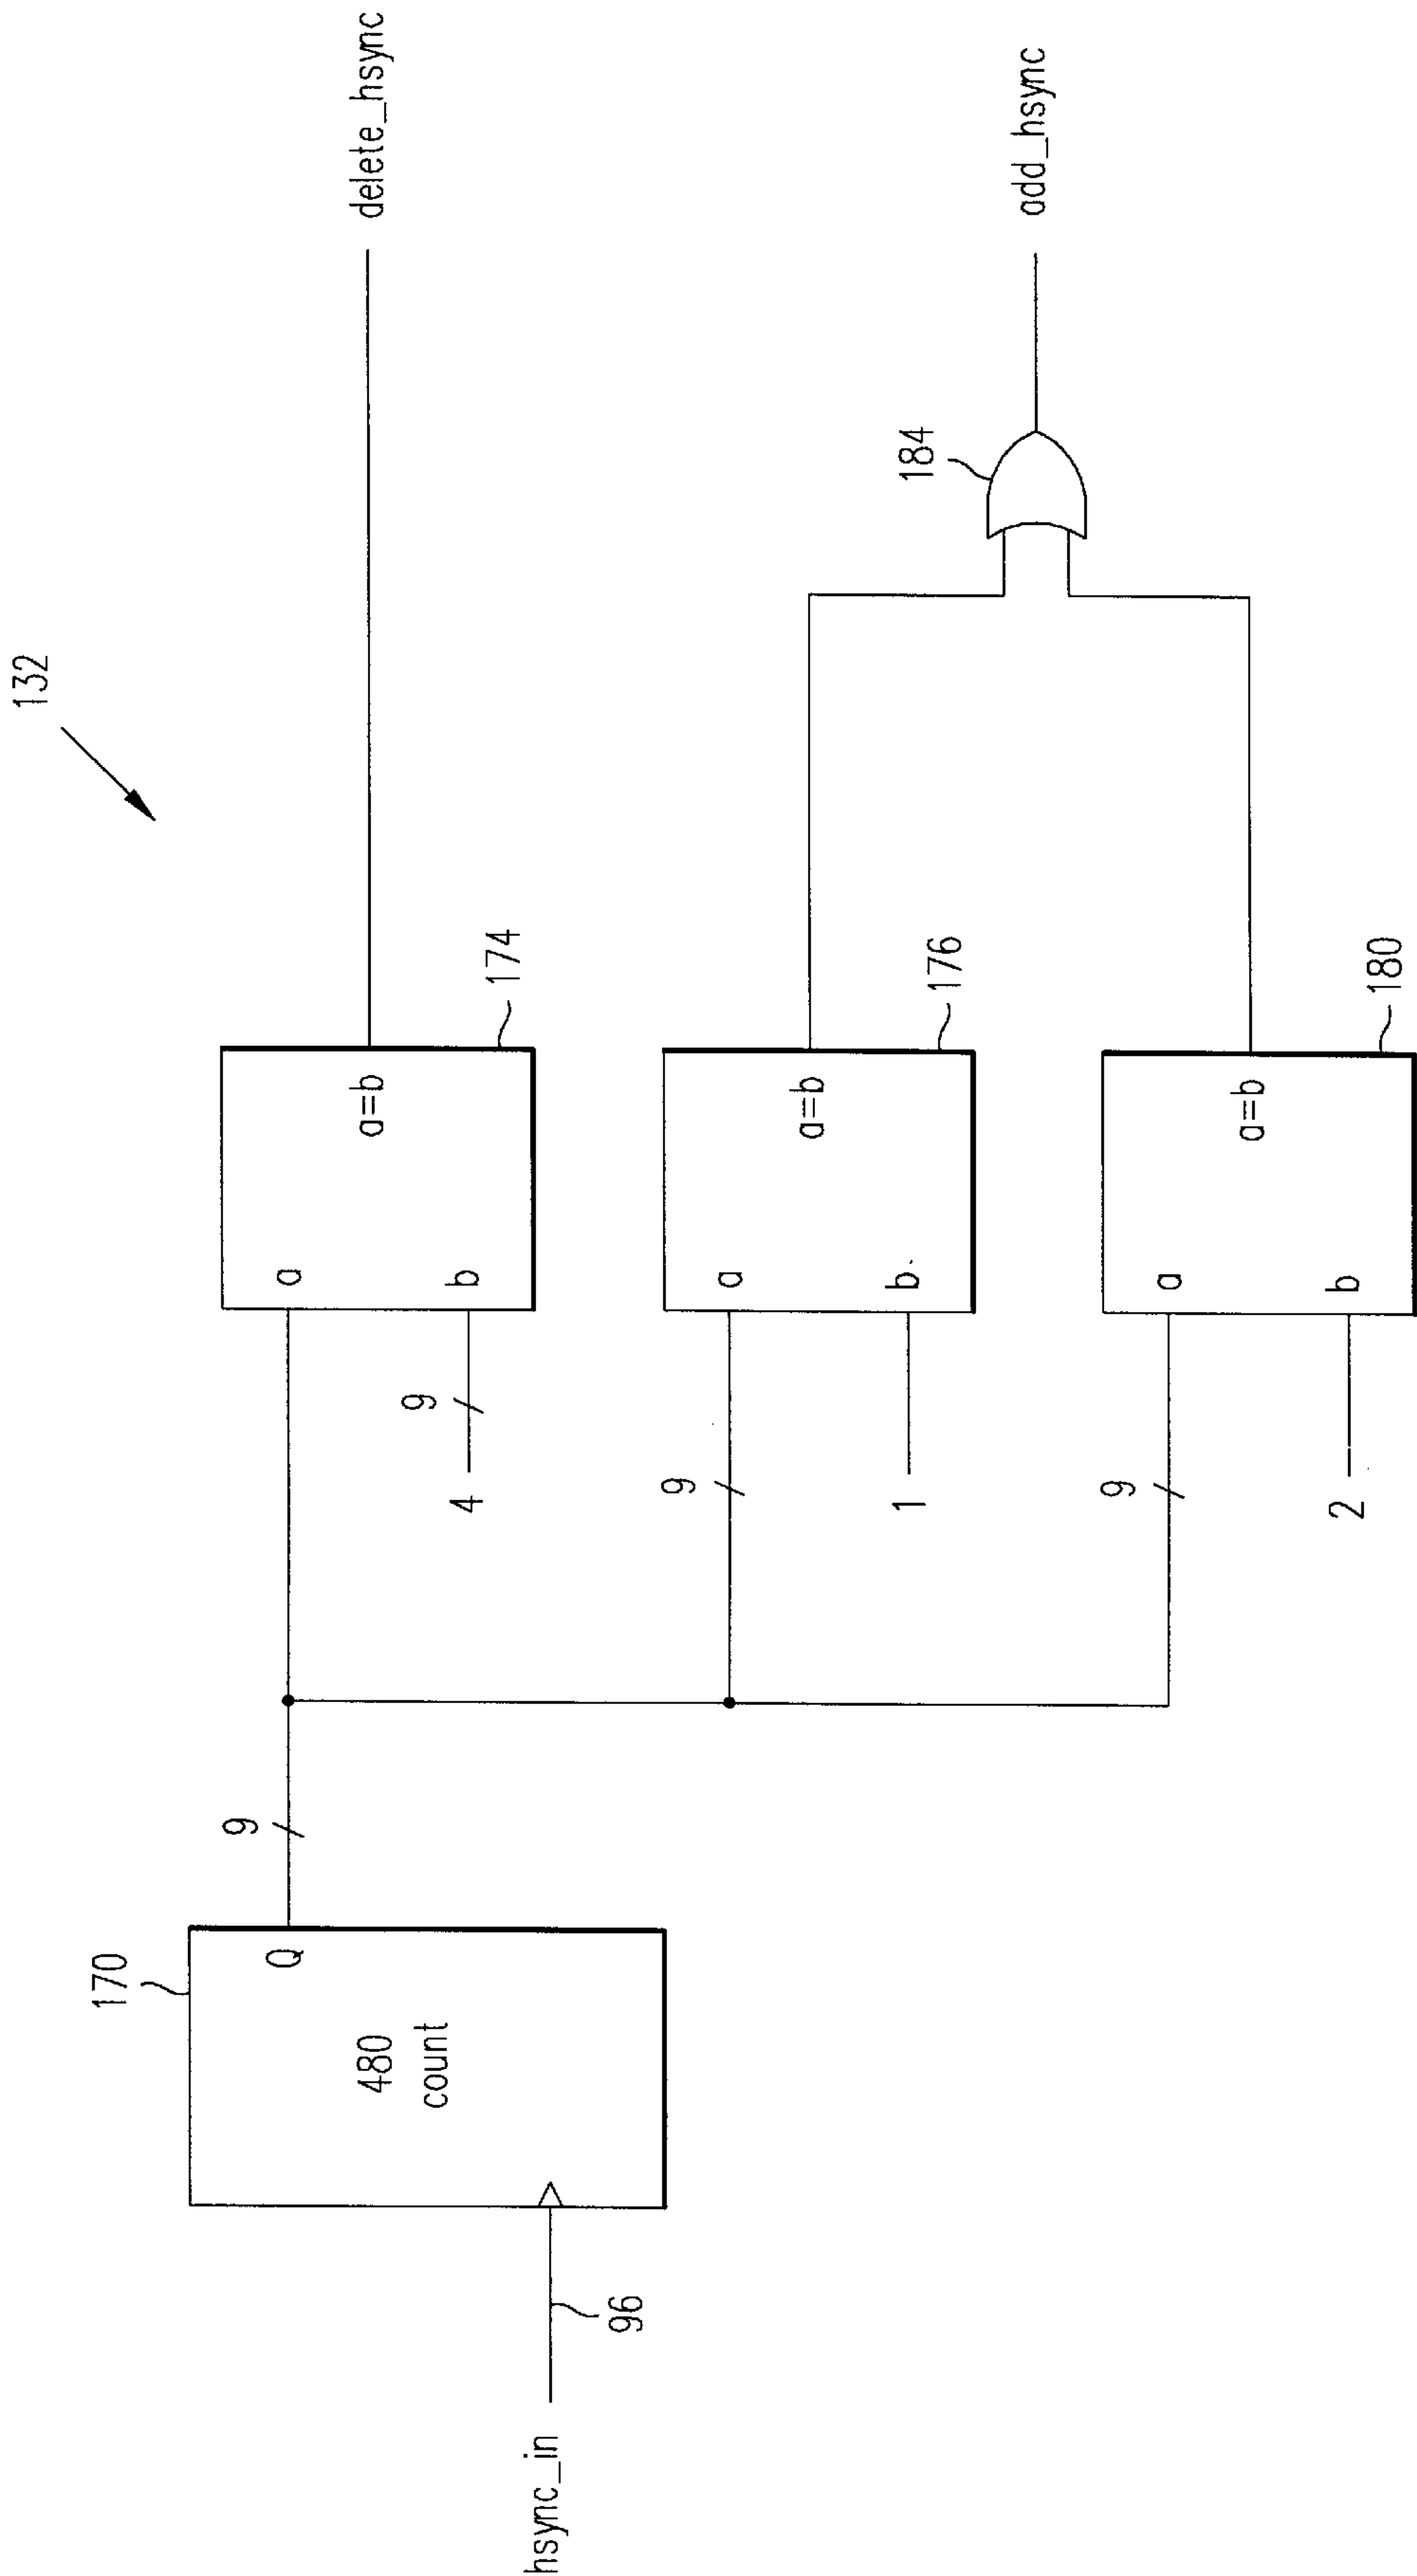 132
delete_hsync
174
a
b
a=b
9
4
170
Q
480
count
9
hsync_in
96
176
a
b
a=b
9
1
184
add_hsync
180
a
b
a=b
9
2